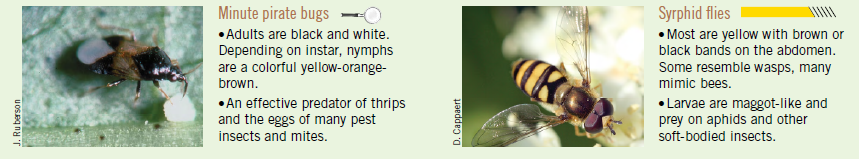 Minute pirate bugs
• Adults are black and white.
Depending on instar, nymphs
are a colorful yellow-orange-
brown.
• An effective predator of thrips
and the eggs of many pest
insects and mites.
J. Ruberson
Syrphid flies
• Most are yellow with brown or
black bands on the abdomen.
Some resemble wasps, many
mimic bees.
• Larvae are maggot-like and
prey on aphids and other
soft-bodied insects.
D. Cappaert